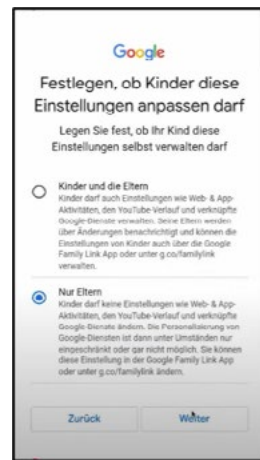 Google
Festlegen, ob Kinder diese
Einstellungen anpassen darf
Legen Sie fest, ob Ihr Kind diese
Einstellungen selbst verwalten darf
Kinder und die Eltern
Kinder darf auch Einstellungen wie Web- & App-
Aktivitäten, den YouTube-Verlauf und verknüpfte
Google-Dienste verwalten. Seine Eltern werden
über Änderungen benachrichtigt und können die
Einstellungen von Kinder auch über die Google
Family Link App oder unter g.co/familylink
verwalten.
Nur Eltern
Kinder darf keine Einstellungen wie Web- & App-
Aktivitäten, den YouTube-Verlauf und verknüpfte
Google-Dienste ändern. Die Personalisierung von
Google-Diensten ist dann unter Umständen nur
eingeschränkt oder gar nicht möglich. Sie können
diese Einstellung in der Google Family Link App
oder unter g.co/familylink ändern.
Zurück
Weiter